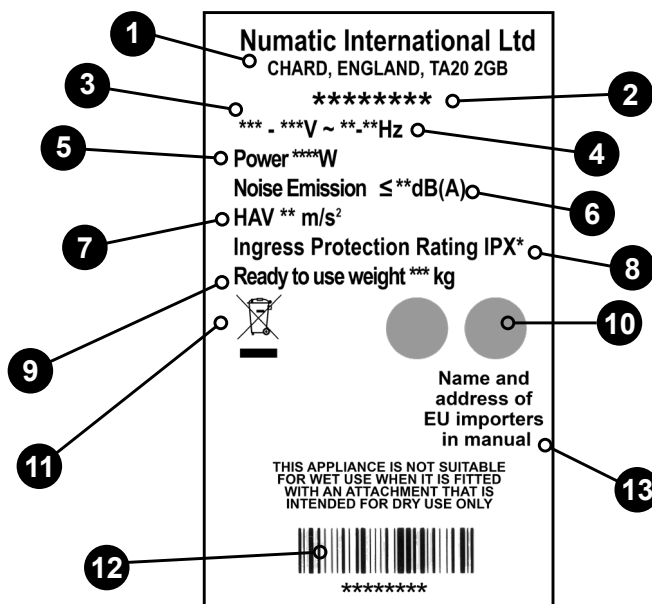 1
Numatic International Ltd
CHARD, ENGLAND, TA20 2GB
3
******** 
2
*** - ***V ~ **-**Hz
4
5
Power ****W
Noise Emission ≤ **dB(A)
6
7
HAV ** m/s²
Ingress Protection Rating IPX*
8
9
Ready to use weight *** kg
10
11
Name and
address of
EU importers
in manual
13
THIS APPLIANCE IS NOT SUITABLE
FOR WET USE WHEN IT IS FITTED
WITH AN ATTACHMENT THAT IS
INTENDED FOR DRY USE ONLY
12
********